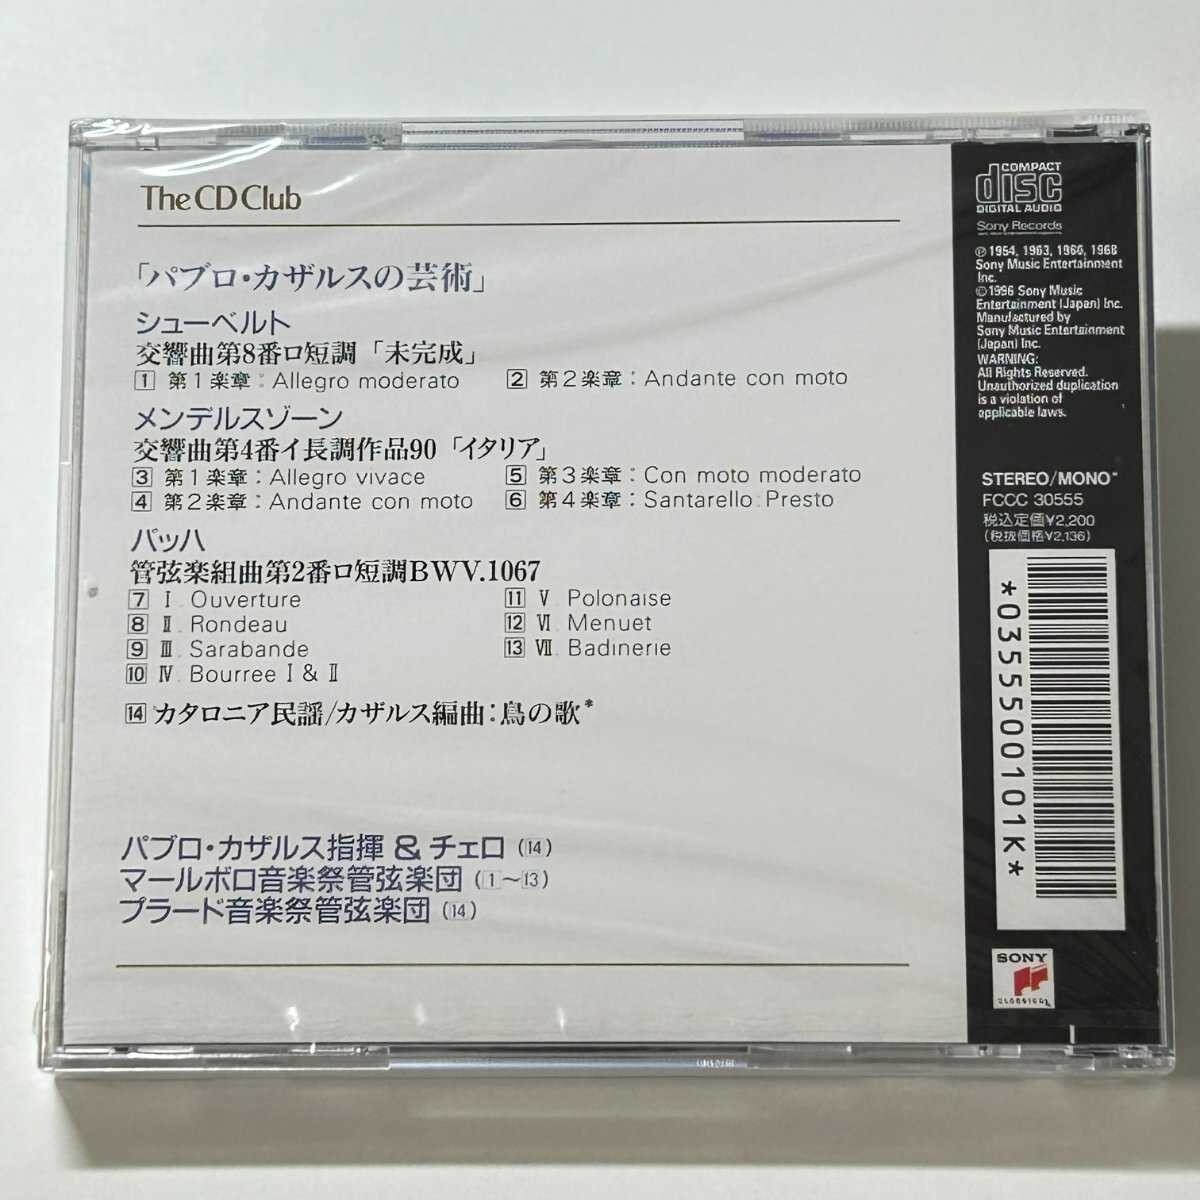 The CD Club
「パブロ・カザルスの芸術」
シューベルト
交響曲第8番ロ短調「未完成」
1 第1楽章：Allegro moderato
2 第2楽章：Andante con moto
メンデルスゾーン
交響曲第4番イ長調作品90「イタリア」
3 第1楽章：Allegro vivace
4 第2楽章：Andante con moto
5 第3楽章：Con moto moderato
6 第4楽章：Santarello：Presto
バッハ
管弦楽組曲第2番ロ短調BWV.1067
7 Ⅰ. Ouverture
8 Ⅱ. Rondeau
9 Ⅲ. Sarabande
10 Ⅳ. Bourree Ⅰ & Ⅱ
11 Ⅴ. Polonaise
12 Ⅵ. Menuet
13 Ⅶ. Badinerie
14 カタロニア民謡/カザルス編曲：鳥の歌*
パブロ・カザルス指揮 & チェロ (14)
マールボロ音楽祭管弦楽団 (1〜13)
プラード音楽祭管弦楽団 (14)
COMPACT
disc
DIGITAL AUDIO
Sony Records
℗ 1954, 1963, 1966, 1968
Sony Music Entertainment
Inc.
© 1996 Sony Music
Entertainment (Japan) Inc.
Manufactured by
Sony Music Entertainment
(Japan) Inc.
WARNING:
All Rights Reserved.
Unauthorized duplication
is a violation of
applicable laws.
STEREO/MONO*
FCCC 30555
税込定価¥2,200
(税抜価格¥2,136)
*0355500101K*
SONY